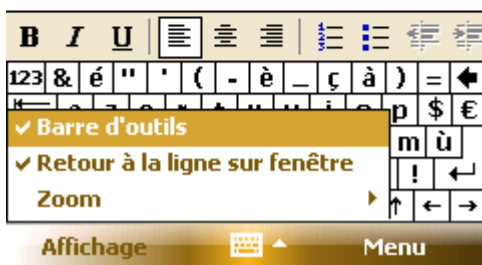 B I U
123 & é " ' ( - è _ ç à ) = 
p $ €
Barre d'outils
m ù
Retour à la ligne sur fenêtre
!
Zoom
Affichage Menu